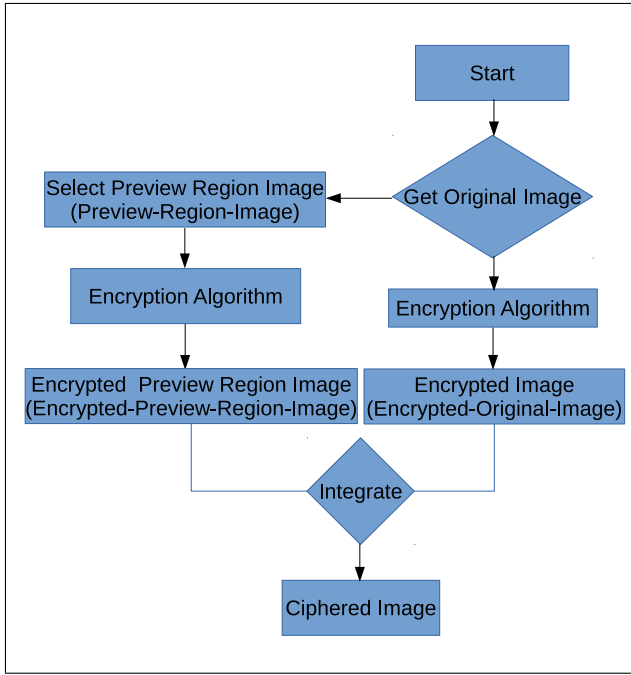 Start
Get Original Image
Select Preview Region Image
(Preview-Region-Image)
Encryption Algorithm
Encryption Algorithm
Encrypted  Preview Region Image
(Encrypted-Preview-Region-Image)
Encrypted Image
(Encrypted-Original-Image)
Integrate
Ciphered Image